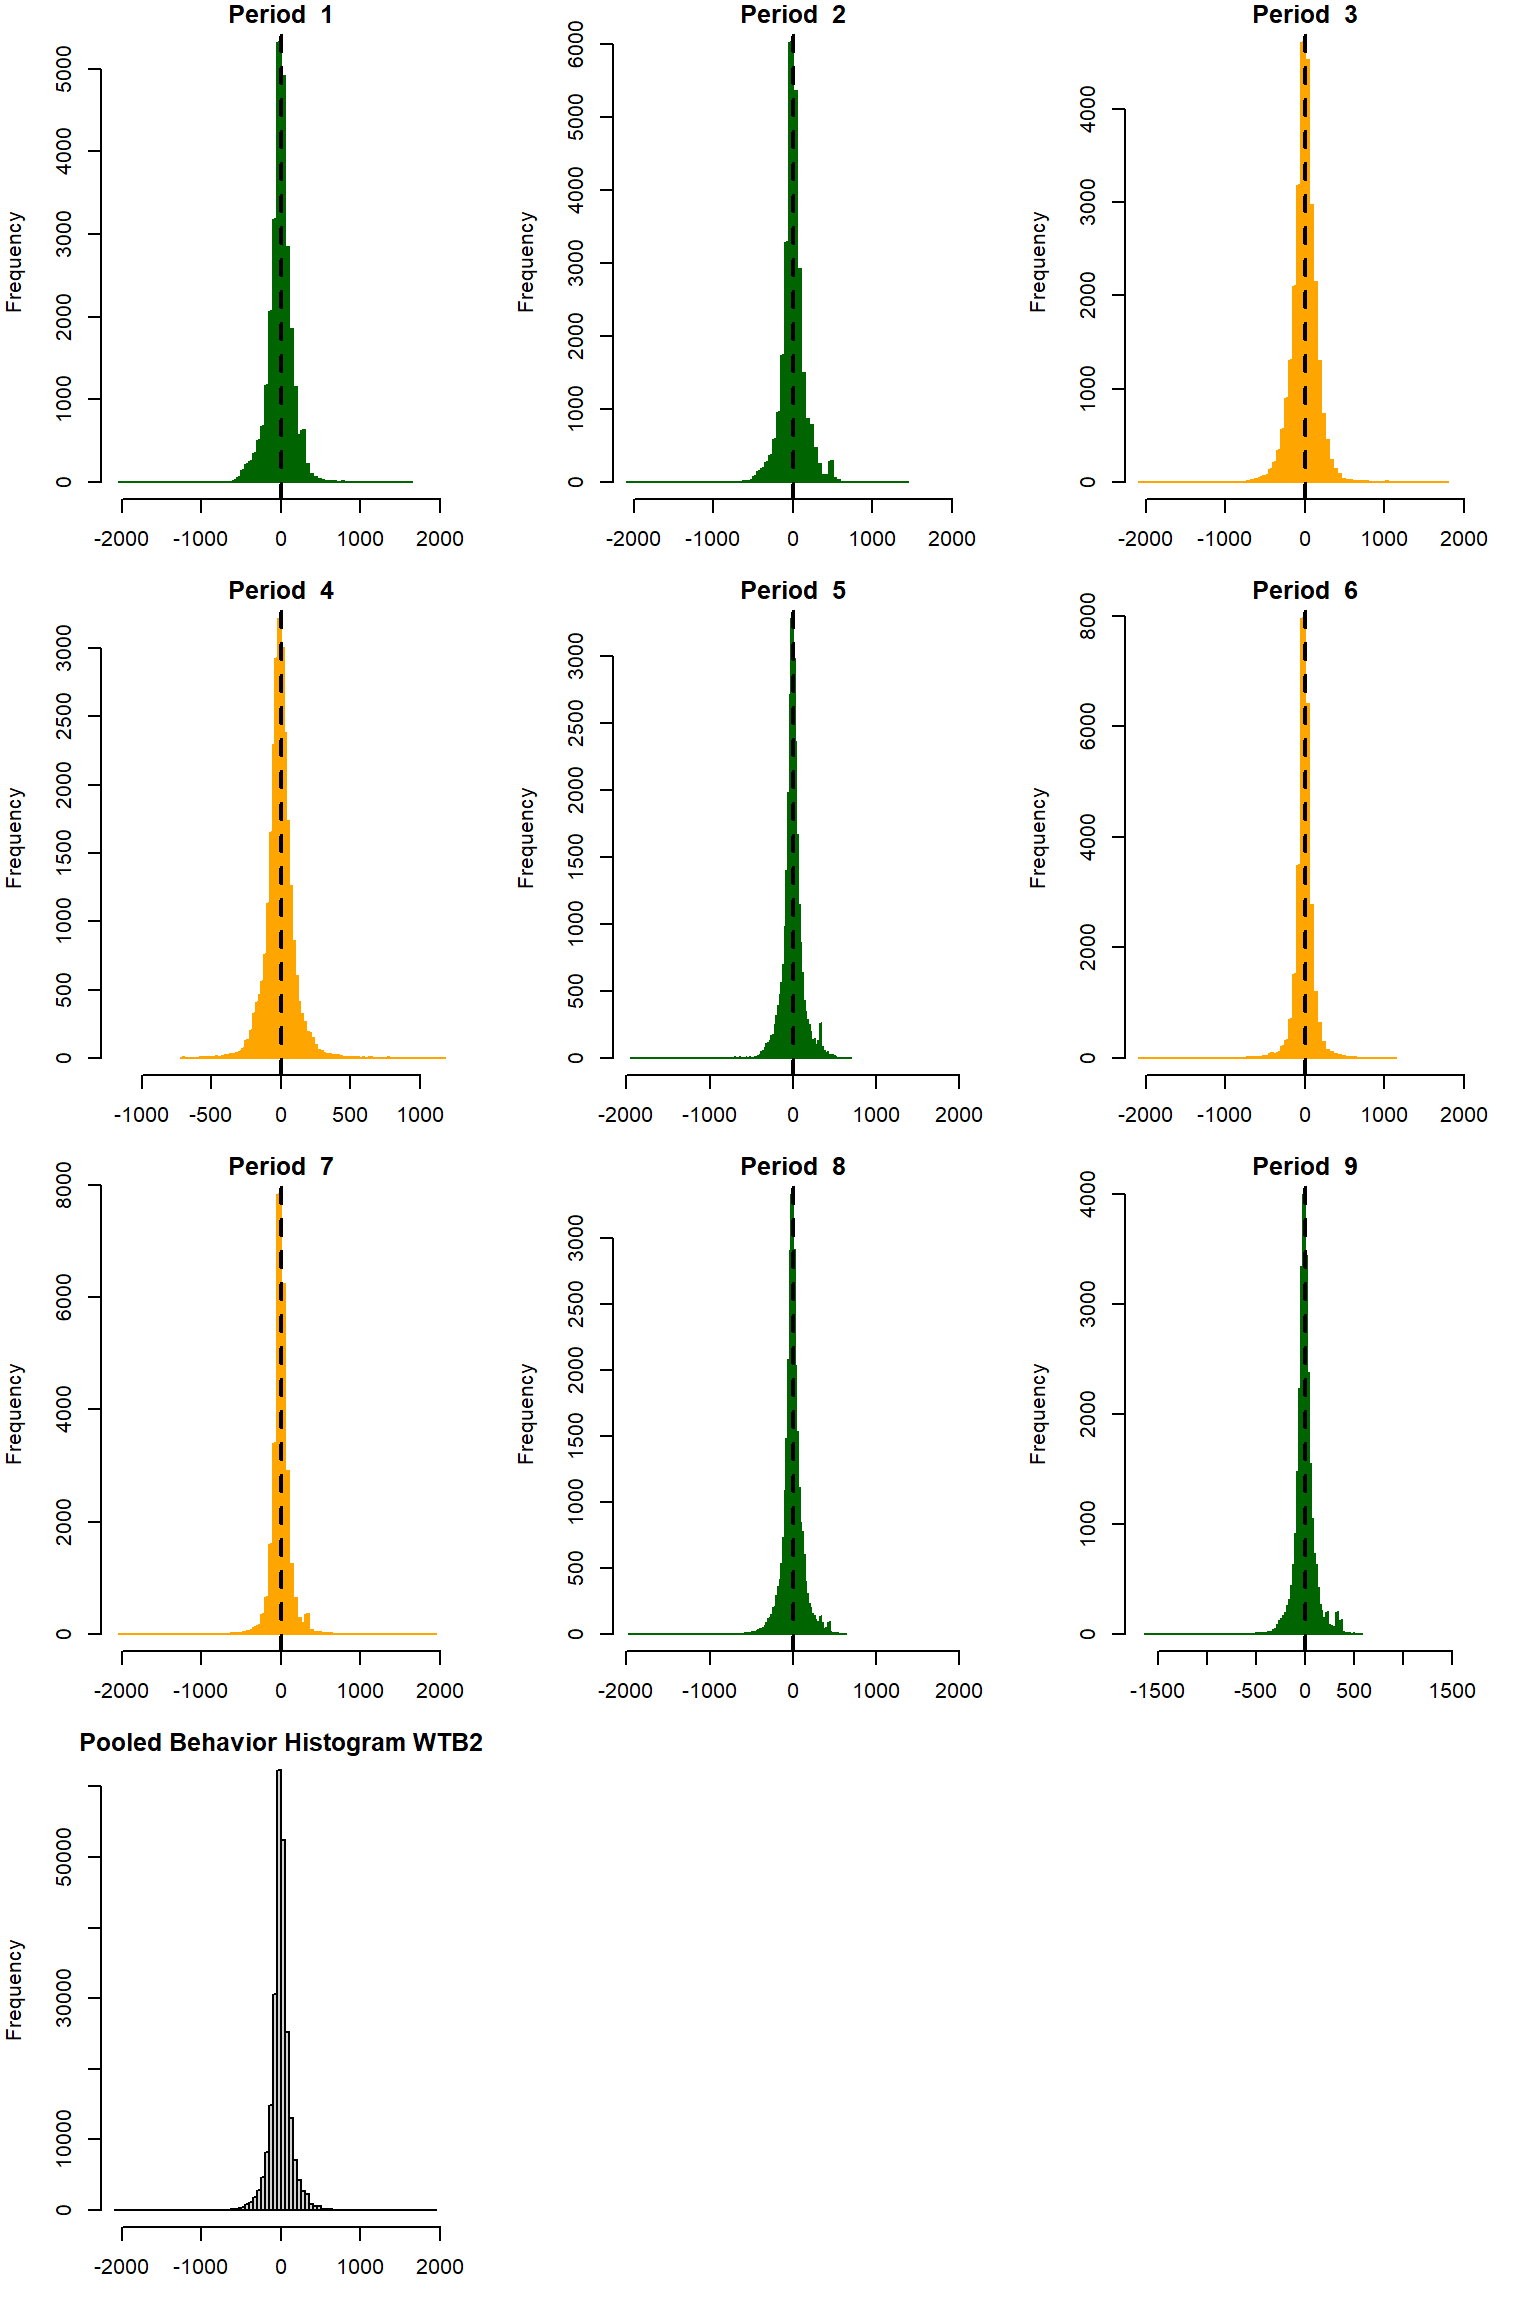 Period 1
Frequency
0 1000 2000 3000 4000 5000
-2000 -1000 0 1000 2000
Period 2
Frequency
0 1000 2000 3000 4000 5000 6000
-2000 -1000 0 1000 2000
Period 3
Frequency
0 1000 2000 3000 4000
-2000 -1000 0 1000 2000
Period 4
Frequency
0 500 1000 1500 2000 2500 3000
-1000 -500 0 500 1000
Period 5
Frequency
0 500 1000 1500 2000 2500 3000
-2000 -1000 0 1000 2000
Period 6
Frequency
0 2000 4000 6000 8000
-2000 -1000 0 1000 2000
Period 7
Frequency
0 2000 4000 6000 8000
-2000 -1000 0 1000 2000
Period 8
Frequency
0 500 1000 1500 2000 2500 3000
-2000 -1000 0 1000 2000
Period 9
Frequency
0 1000 2000 3000 4000
-1500 -500 0 500 1500
Pooled Behavior Histogram WTB2
Frequency
0 10000 30000 50000
-2000 -1000 0 1000 2000